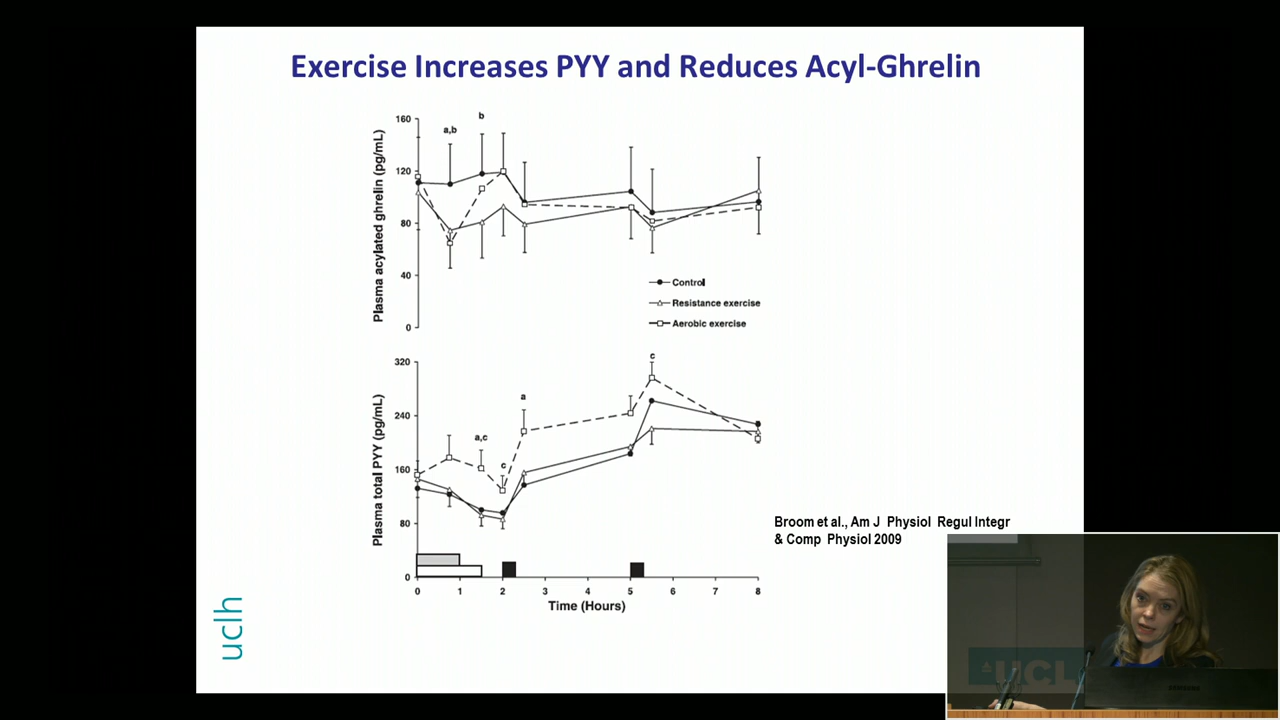 Exercise Increases PYY and Reduces Acyl-Ghrelin
Plasma acylated ghrelin (pg/mL)
160
120
80
40
0
a,b
b
Control
Resistance exercise
Aerobic exercise
Plasma total PYY (pg/mL)
320
240
160
80
0
a,c
c
a
c
0 1 2 3 4 5 6 7 8
Time (Hours)
Broom et al., Am J Physiol Regul Integr
& Comp Physiol 2009
uclh
UCL
SAMSUNG